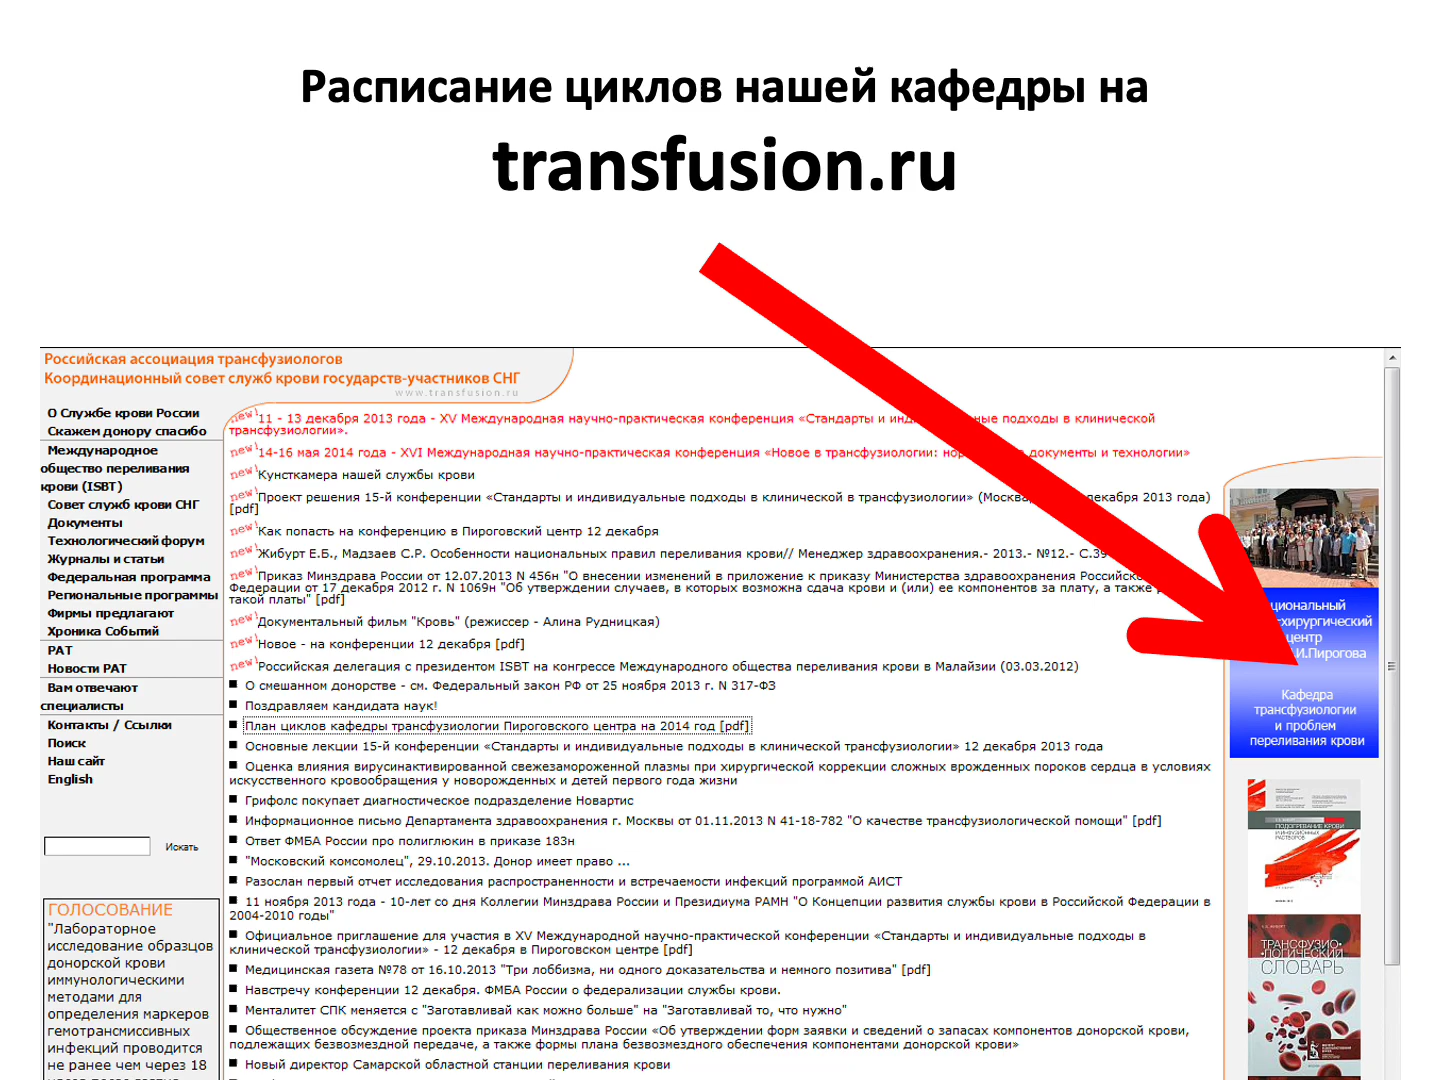 Расписание циклов нашей кафедры на
transfusion.ru
Российская ассоциация трансфузиологов
Координационный совет служб крови государств-участников СНГ
www.transfusion.ru
О Службе крови России
Скажем донору спасибо
Международное
общество переливания
крови (ISBT)
Совет служб крови СНГ
Документы
Технологический форум
Журналы и статьи
Федеральная программа
Региональные программы
Фирмы предлагают
Хроника Событий
РАТ
Новости РАТ
Вам отвечают
специалисты
Контакты / Ссылки
Поиск
Наш сайт
English
Искать
ГОЛОСОВАНИЕ
"Лабораторное
исследование образцов
донорской крови
иммунологическими
методами для
определения маркеров
гемотрансмиссивных
инфекций проводится
не ранее чем через 18
new! 11 - 13 декабря 2013 года - XV Международная научно-практическая конференция «Стандарты и подходы в клинической
трансфузиологии».
new! 14-16 мая 2014 года - XVI Международная научно-практическая конференция «Новое в трансфузиологии: документы и технологии»
new! Кунсткамера нашей службы крови
new! Проект решения 15-й конференции «Стандарты и индивидуальные подходы в клинической в трансфузиологии» декабря 2013 года)
[pdf]
new! Как попасть на конференцию в Пироговский центр 12 декабря
new! Жибурт Е.Б., Мадзаев С.Р. Особенности национальных правил переливания крови// Менеджер здравоохранения.- 2013.- №12.- С.39
new! Приказ Минздрава России от 12.07.2013 N 456н "О внесении изменений в приложение к приказу Министерства здравоохранения
Федерации от 17 декабря 2012 г. N 1069н "Об утверждении случаев, в которых возможна сдача крови и (или) ее компонентов за плату, а также
такой платы" [pdf]
new! Документальный фильм "Кровь" (режиссер - Алина Рудницкая)
new! Новое - на конференции 12 декабря [pdf]
new! Российская делегация с президентом ISBT на конгрессе Международного общества переливания крови в Малайзии (03.03.2012)
О смешанном донорстве - см. Федеральный закон РФ от 25 ноября 2013 г. N 317-ФЗ
Поздравляем кандидата наук!
План циклов кафедры трансфузиологии Пироговского центра на 2014 год [pdf]
Основные лекции 15-й конференции «Стандарты и индивидуальные подходы в клинической трансфузиологии» 12 декабря 2013 года
Оценка влияния вирусинактивированной свежезамороженной плазмы при хирургической коррекции сложных врожденных пороков сердца в условиях
искусственного кровообращения у новорожденных и детей первого года жизни
Грифолс покупает диагностическое подразделение Новартис
Информационное письмо Департамента здравоохранения г. Москвы от 01.11.2013 N 41-18-782 "О качестве трансфузиологической помощи" [pdf]
Ответ ФМБА России про полиглюкин в приказе 183н
"Московский комсомолец", 29.10.2013. Донор имеет право ...
Разослан первый отчет исследования распространенности и встречаемости инфекций программой АИСТ
11 ноября 2013 года - 10-лет со дня Коллегии Минздрава России и Президиума РАМН "О Концепции развития службы крови в Российской Федерации в
2004-2010 годы"
Официальное приглашение для участия в XV Международной научно-практической конференции «Стандарты и индивидуальные подходы в
клинической трансфузиологии» - 12 декабря в Пироговском центре [pdf]
Медицинская газета №78 от 16.10.2013 "Три лоббизма, ни одного доказательства и немного позитива" [pdf]
Навстречу конференции 12 декабря. ФМБА России о федерализации службы крови.
Менталитет СПК меняется с "Заготавливай как можно больше" на "Заготавливай то, что нужно"
Общественное обсуждение проекта приказа Минздрава России «Об утверждении форм заявки и сведений о запасах компонентов донорской крови,
подлежащих безвозмездной передаче, а также формы плана безвозмездного обеспечения компонентами донорской крови»
Новый директор Самарской областной станции переливания крови
центр
И.Пирогова
Кафедра
трансфузиологии
и проблем
переливания крови
ПОДОГРЕВАНИЕ КРОВИ
И ИНФУЗИОННЫХ
РАСТВОРОВ
ТРАНСФУЗИО-
ЛОГИЧЕСКИЙ
СЛОВАРЬ